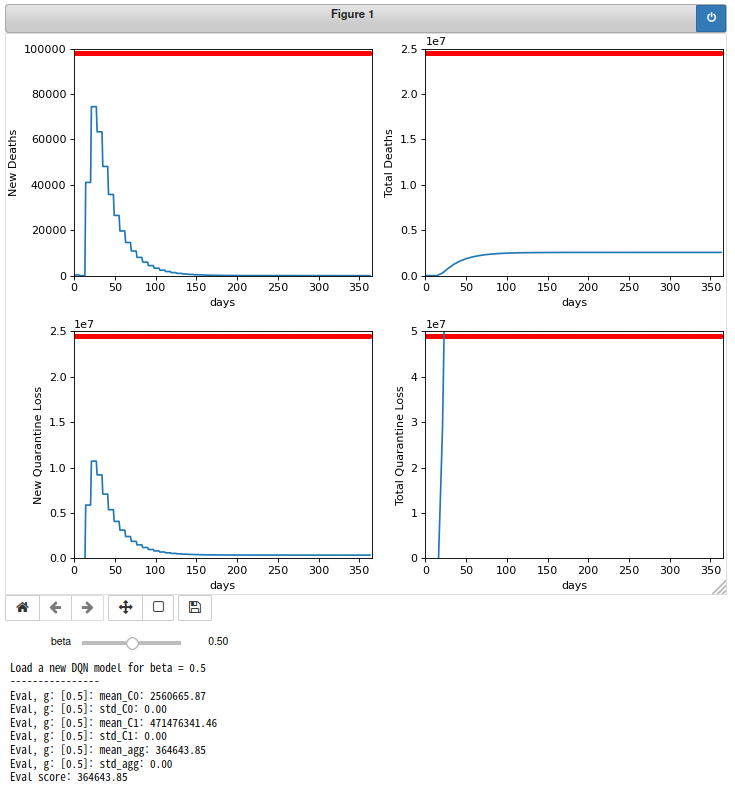 Figure 1
100000
80000
60000
40000
20000
0
New Deaths
0 50 100 150 200 250 300 350
days
1e7
2.5
2.0
1.5
1.0
0.5
0.0
Total Deaths
0 50 100 150 200 250 300 350
days
1e7
2.5
2.0
1.5
1.0
0.5
0.0
New Quarantine Loss
0 50 100 150 200 250 300 350
days
1e7
5
4
3
2
1
0
Total Quarantine Loss
0 50 100 150 200 250 300 350
days
beta 0.50
Load a new DQN model for beta = 0.5
----------------
Eval, g: [0.5]: mean_C0: 2560665.87
Eval, g: [0.5]: std_C0: 0.00
Eval, g: [0.5]: mean_C1: 471476341.46
Eval, g: [0.5]: std_C1: 0.00
Eval, g: [0.5]: mean_agg: 364643.85
Eval, g: [0.5]: std_agg: 0.00
Eval score: 364643.85